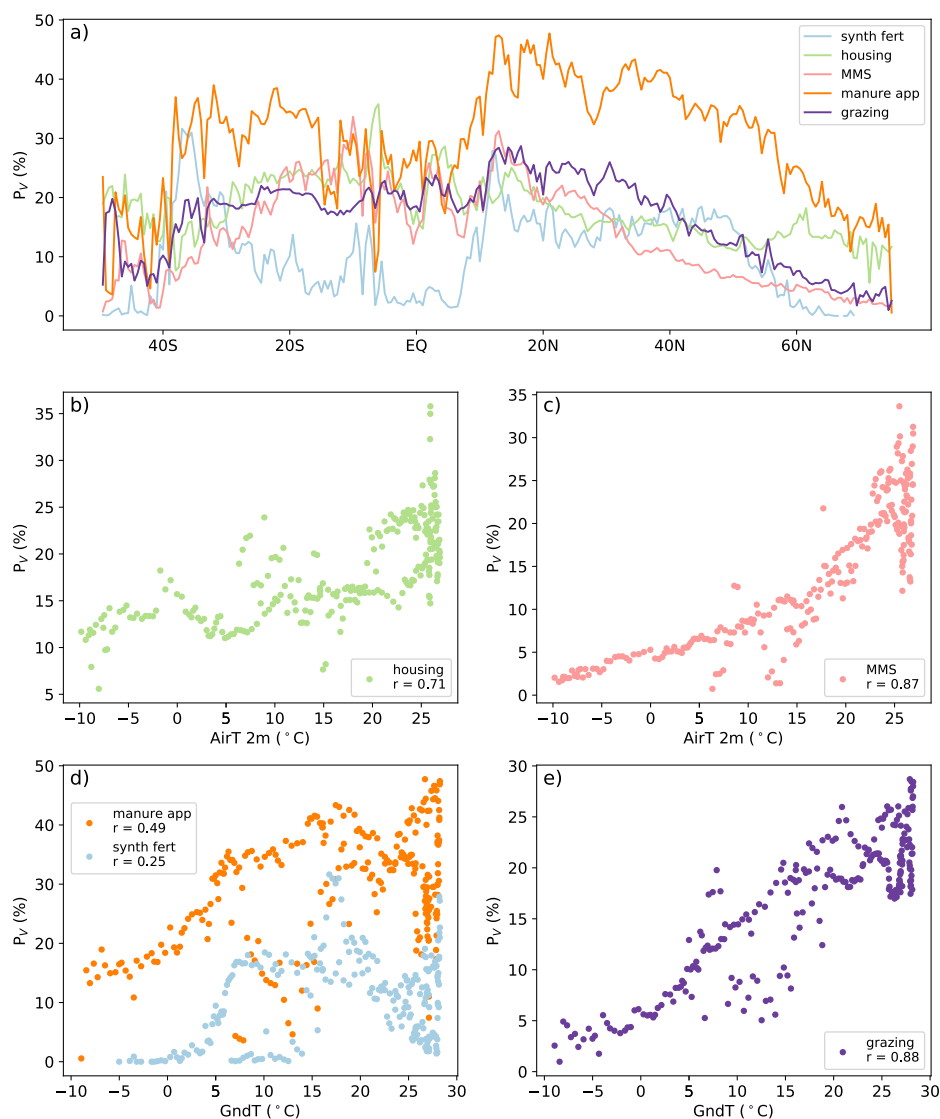 a)
50
40
30
20
10
0
P_V (%)
synth fert
housing
MMS
manure app
grazing
40S 20S EQ 20N 40N 60N
b)
35
30
25
20
15
10
5
P_V (%)
housing
r = 0.71
−10 −5 0 5 10 15 20 25
AirT 2m (°C)
c)
35
30
25
20
15
10
5
0
P_V (%)
MMS
r = 0.87
−10 −5 0 5 10 15 20 25
AirT 2m (°C)
d)
50
40
30
20
10
0
P_V (%)
manure app
r = 0.49
synth fert
r = 0.25
−10 −5 0 5 10 15 20 25 30
GndT (°C)
e)
30
25
20
15
10
5
0
P_V (%)
grazing
r = 0.88
−10 −5 0 5 10 15 20 25 30
GndT (°C)